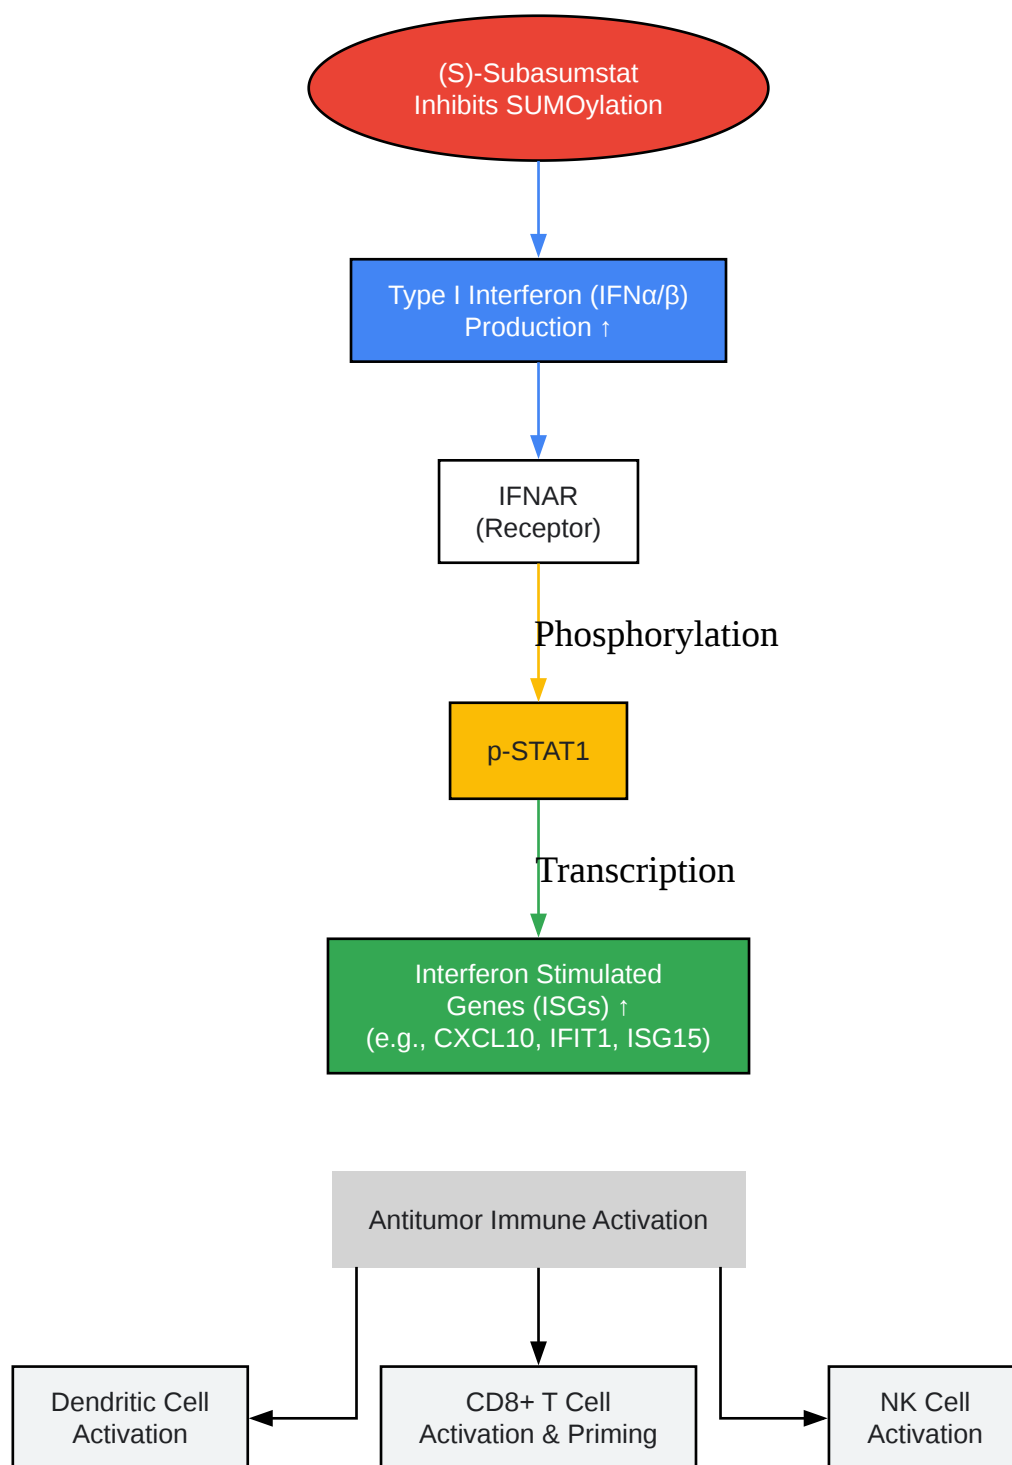 (S)-Subasumstat
Inhibits SUMOylation
Type I Interferon (IFNα/β)
Production ↑
IFNAR
(Receptor)
Phosphorylation
p-STAT1
Transcription
Interferon Stimulated
Genes (ISGs) ↑
(e.g., CXCL10, IFIT1, ISG15)
Antitumor Immune Activation
Dendritic Cell
Activation
CD8+ T Cell
Activation & Priming
NK Cell
Activation